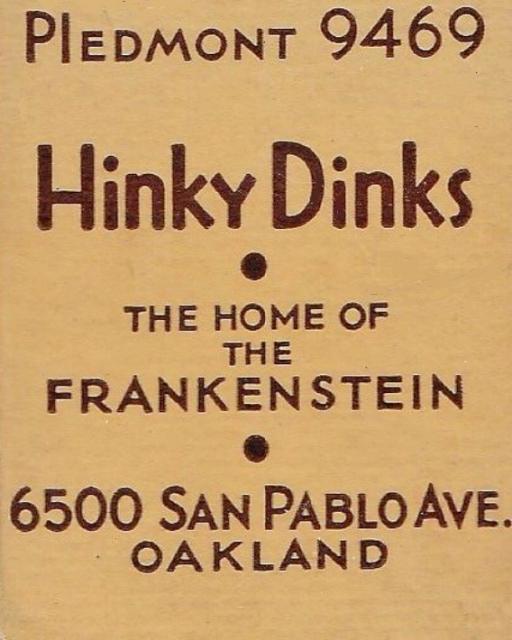 PIEDMONT 9469
Hinky Dinks
THE HOME OF
THE
FRANKENSTEIN
6500 SAN PABLO AVE.
OAKLAND